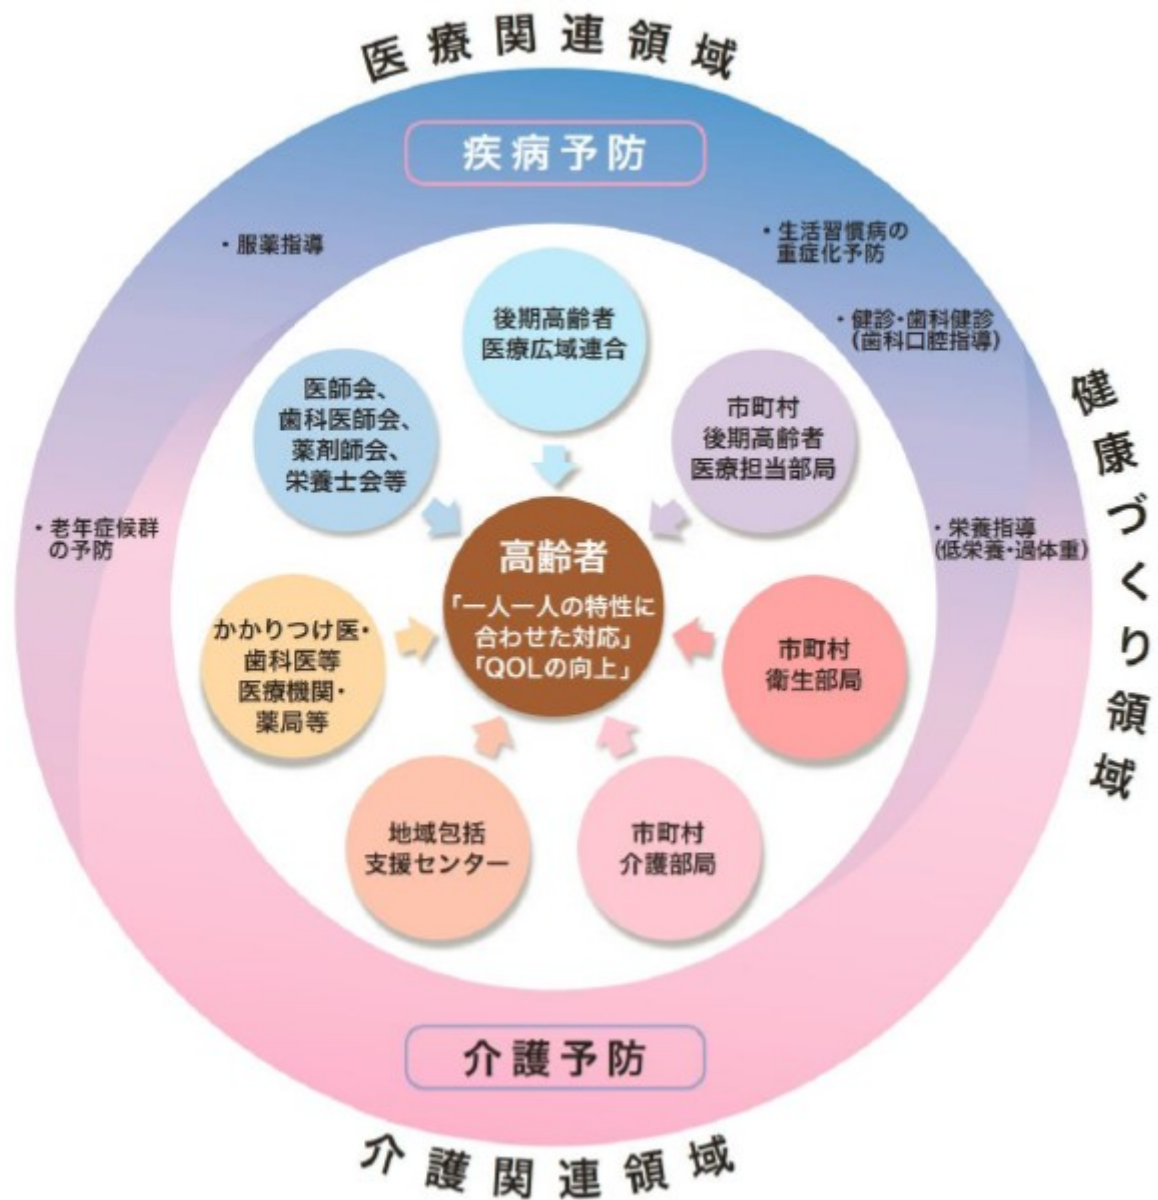 医療関連領域
疾病予防
・服薬指導
・生活習慣病の
重症化予防
・健診・歯科健診
(歯科口腔指導)
健康づくり領域
・老年症候群
の予防
・栄養指導
(低栄養・過体重)
後期高齢者
医療広域連合
医師会、
歯科医師会、
薬剤師会、
栄養士会等
市町村
後期高齢者
医療担当部局
高齢者
「一人一人の特性に
合わせた対応」
「QOLの向上」
かかりつけ医・
歯科医等
医療機関・
薬局等
市町村
衛生部局
地域包括
支援センター
市町村
介護部局
介護予防
介護関連領域